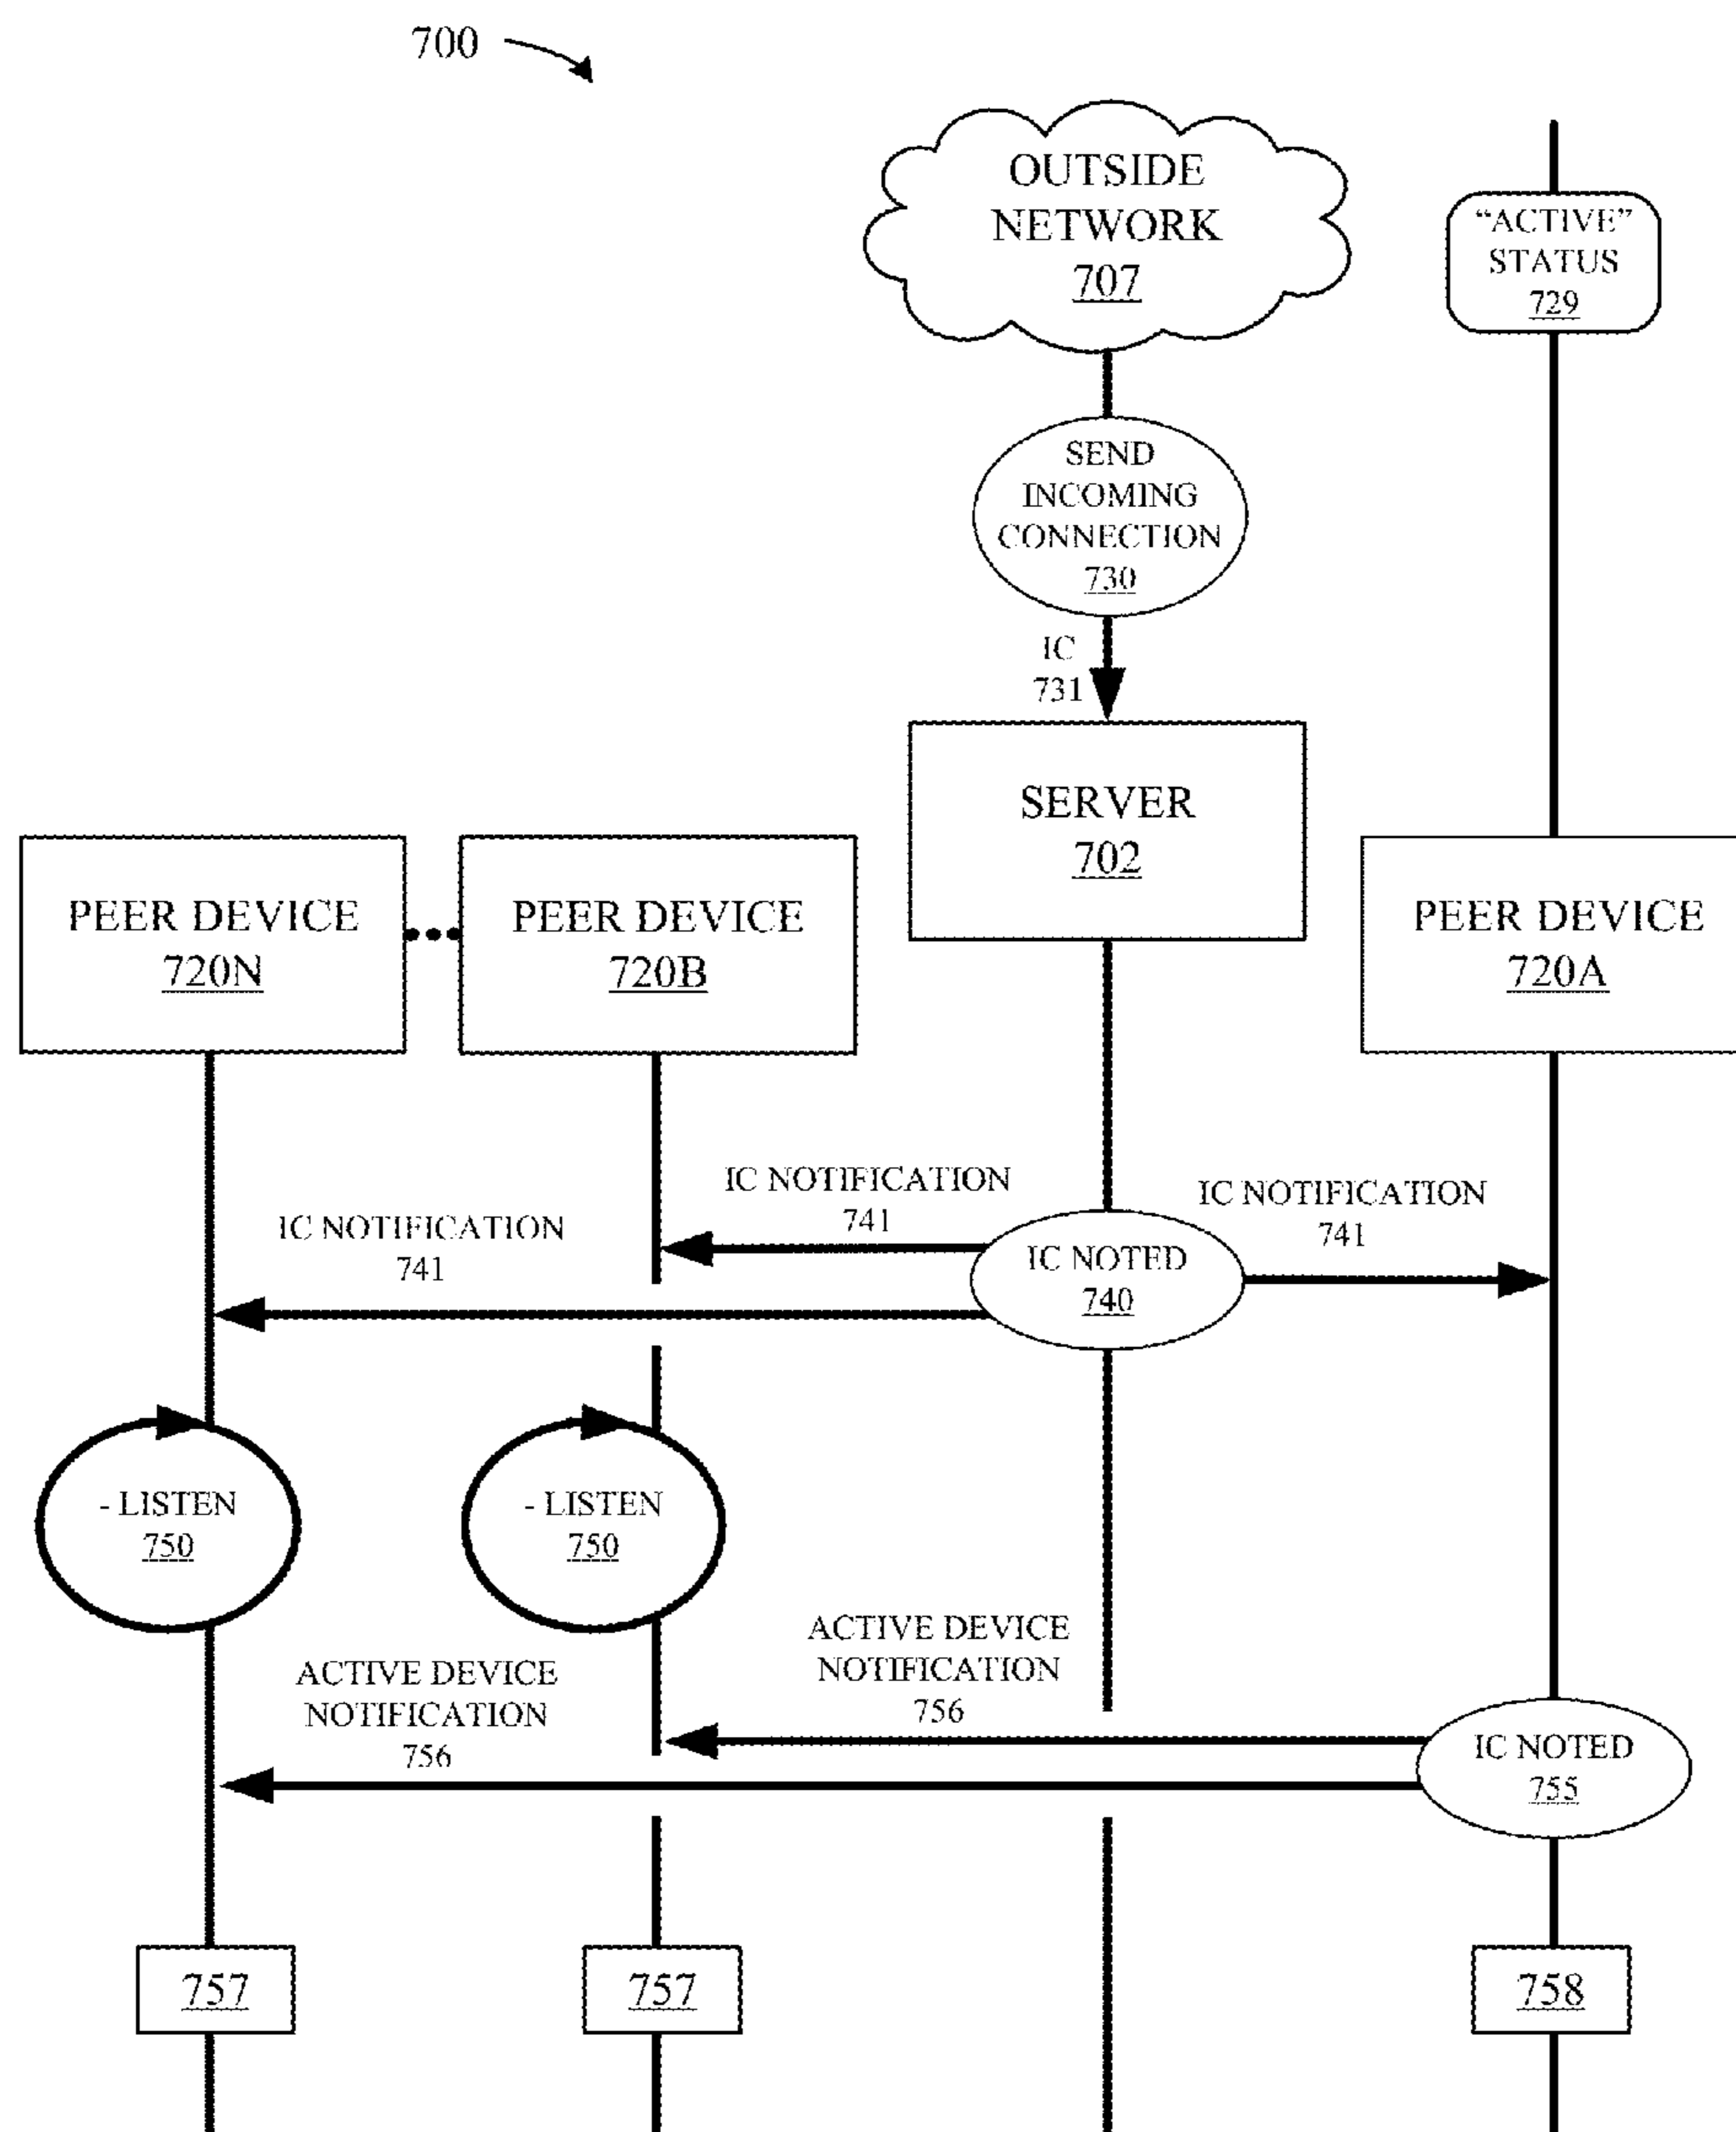 700
OUTSIDE
NETWORK
707
"ACTIVE"
STATUS
729
SEND
INCOMING
CONNECTION
730
IC
731
SERVER
702
PEER DEVICE
720N
PEER DEVICE
720B
PEER DEVICE
720A
IC NOTIFICATION
741
IC NOTIFICATION
741
IC NOTIFICATION
741
IC NOTED
740
- LISTEN
750
- LISTEN
750
ACTIVE DEVICE
NOTIFICATION
756
ACTIVE DEVICE
NOTIFICATION
756
IC NOTED
755
757
757
758